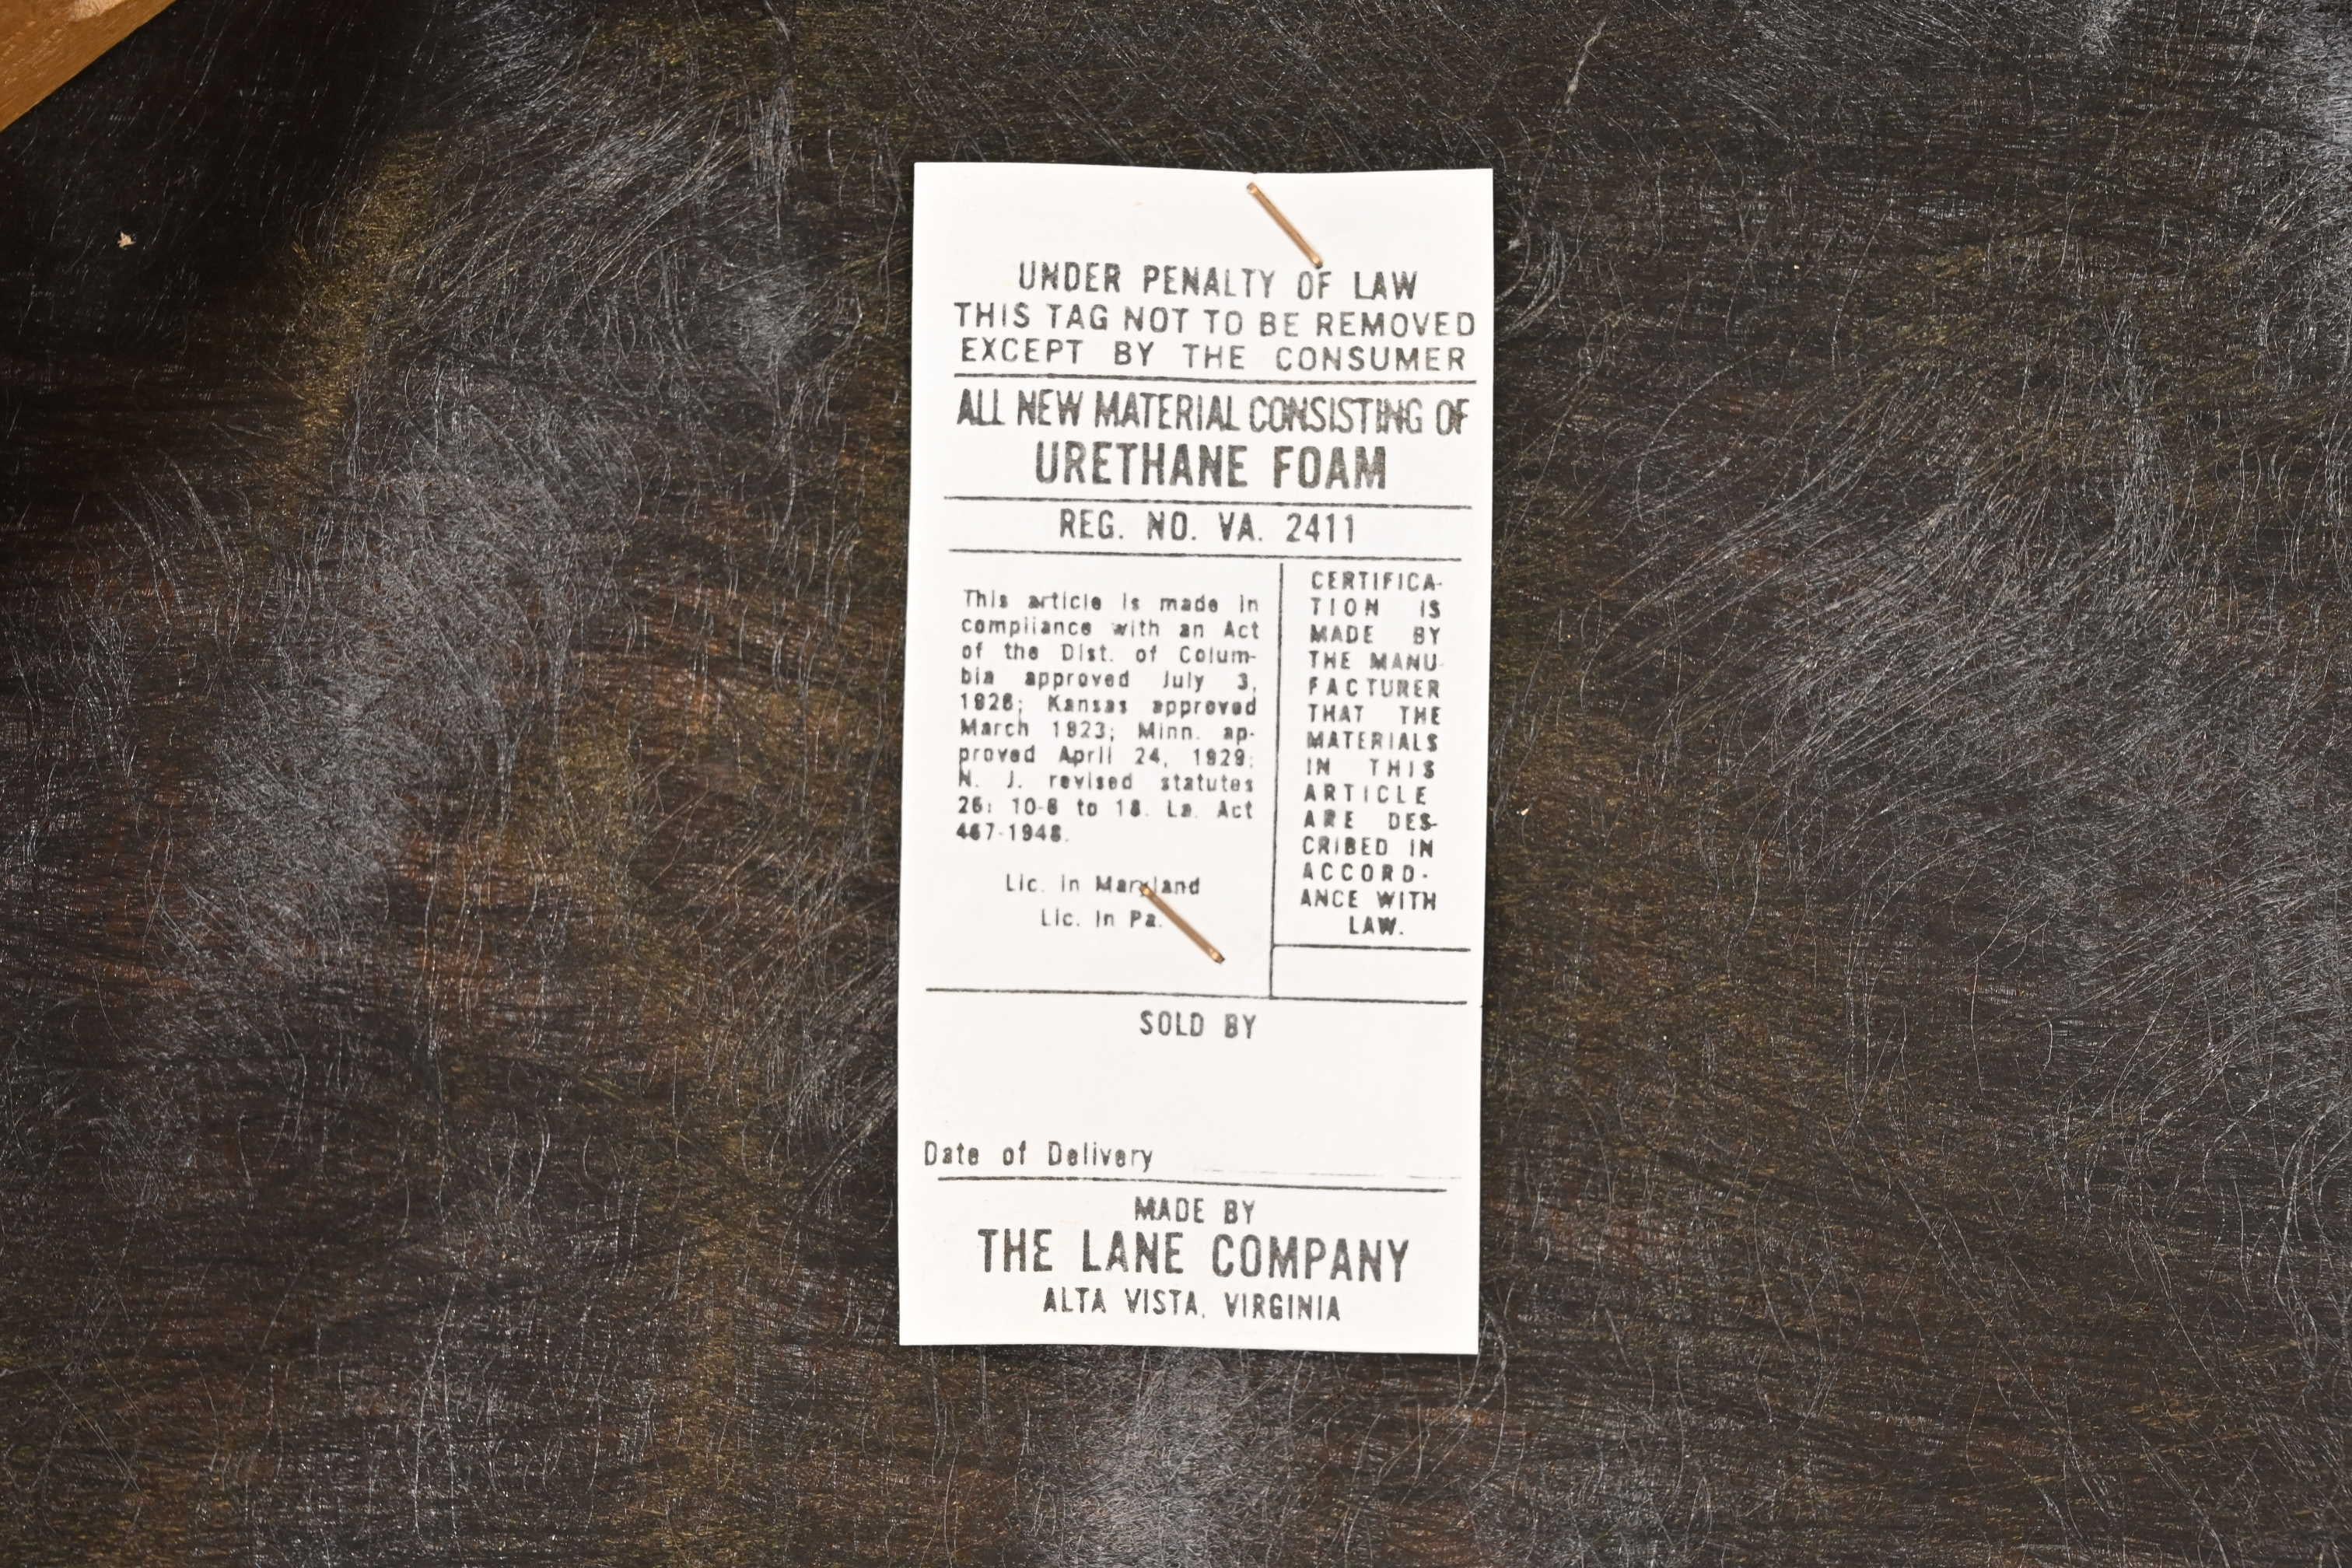 UNDER PENALTY OF LAW
THIS TAG NOT TO BE REMOVED
EXCEPT BY THE CONSUMER
ALL NEW MATERIAL CONSISTING OF
URETHANE FOAM
REG. NO. VA. 2411
This article is made in
compliance with an Act
of the Dist. of Colum-
bia approved July 3,
1926; Kansas approved
March 1923; Minn. ap-
proved April 24, 1929;
N. J. revised statutes
26: 10-6 to 18. La. Act
467-1948.
Lic. in Maryland
Lic. in Pa.
CERTIFICA-
TION IS
MADE BY
THE MANU-
FACTURER
THAT THE
MATERIALS
IN THIS
ARTICLE
ARE DES-
CRIBED IN
ACCORD-
ANCE WITH
LAW.
SOLD BY
Date of Delivery
MADE BY
THE LANE COMPANY
ALTA VISTA, VIRGINIA